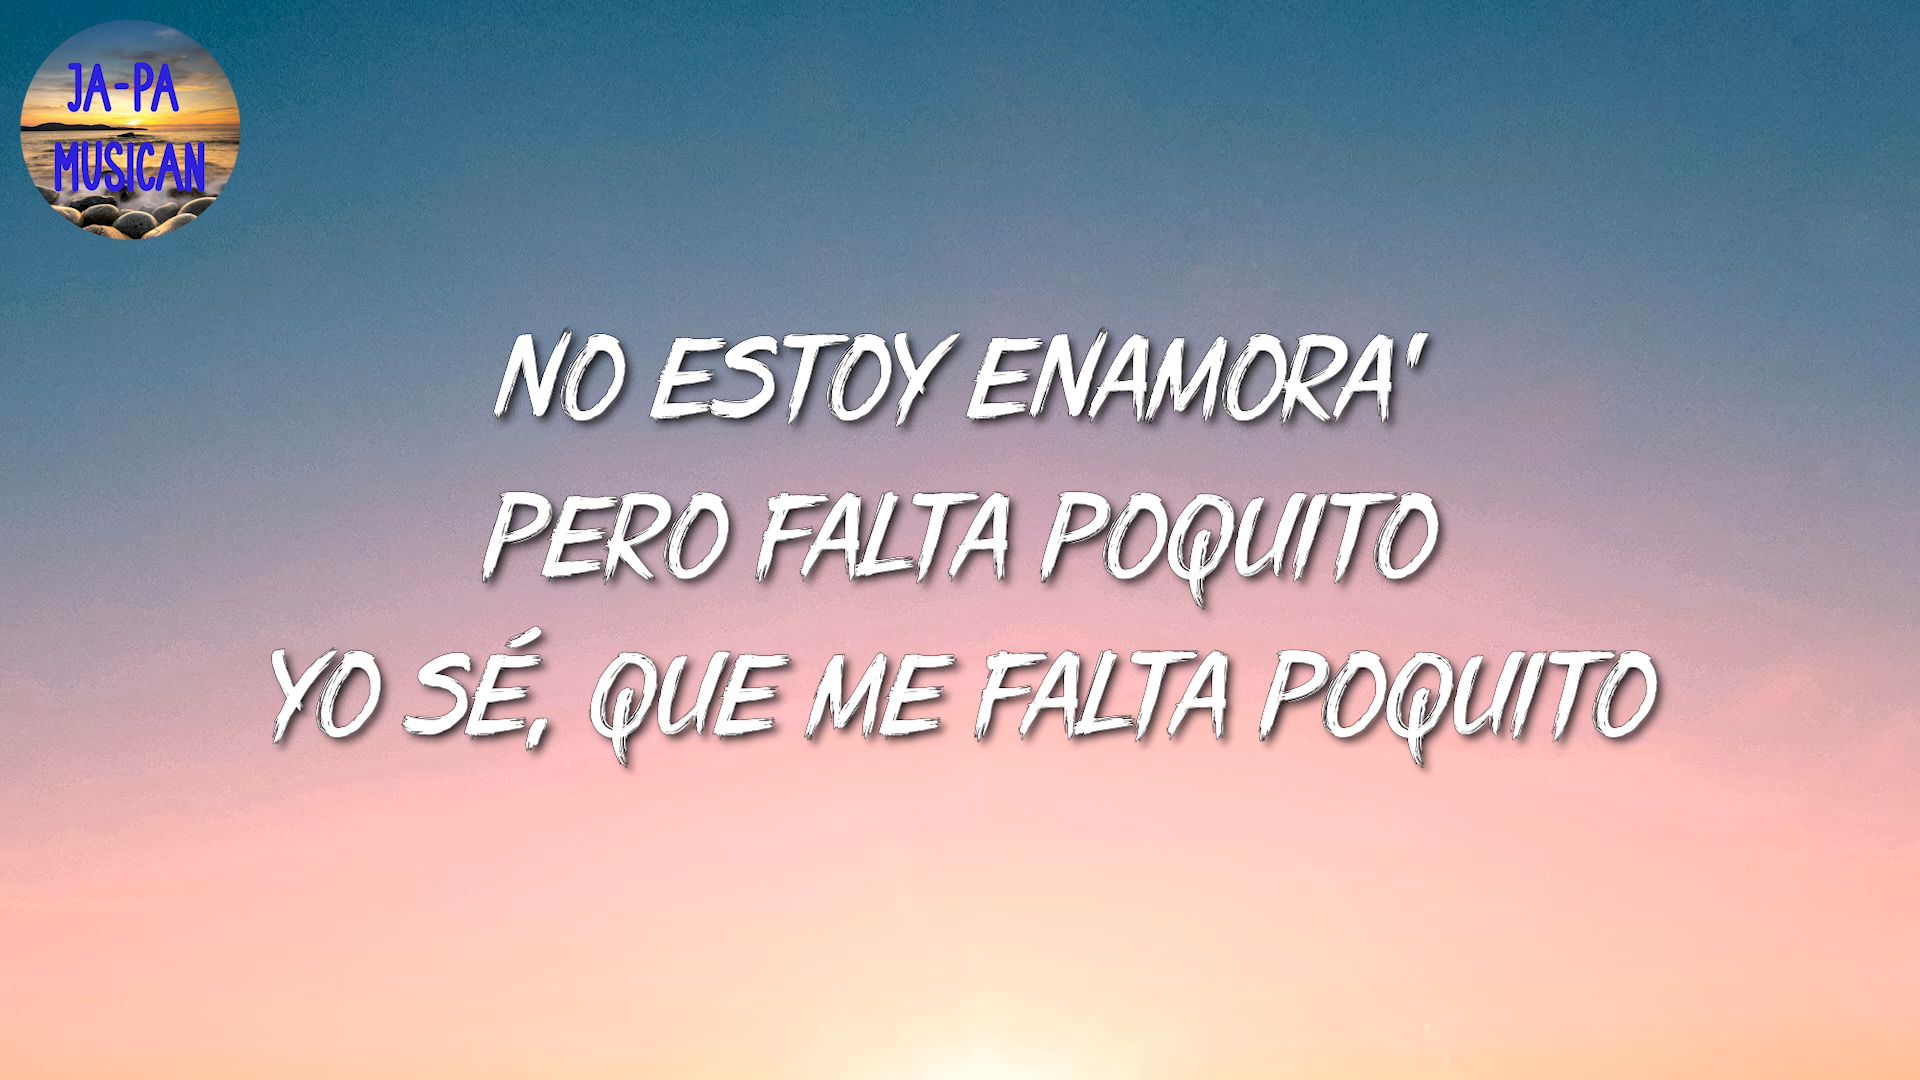 JA-PA
MUSICAN
NO ESTOY ENAMORA'
PERO FALTA POQUITO
YO SÉ, QUE ME FALTA POQUITO